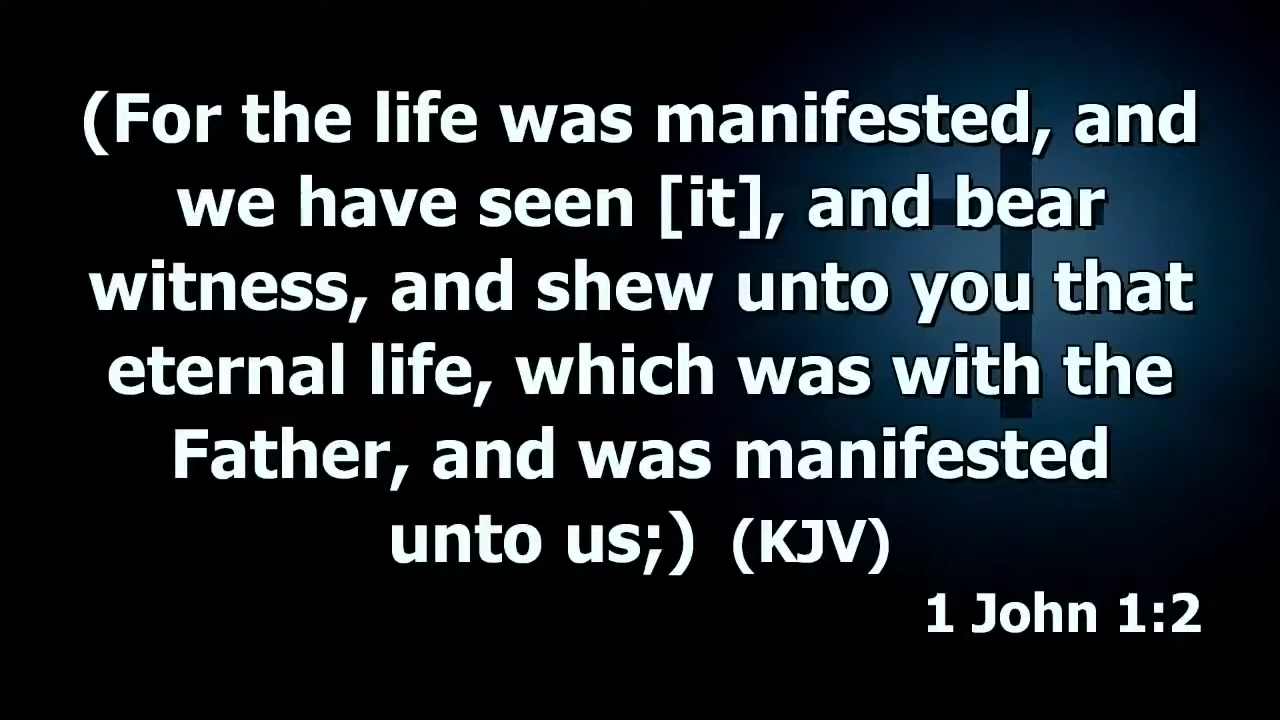 (For the life was manifested, and
we have seen [it], and bear
witness, and shew unto you that
eternal life, which was with the
Father, and was manifested
unto us;) (KJV)
1 John 1:2